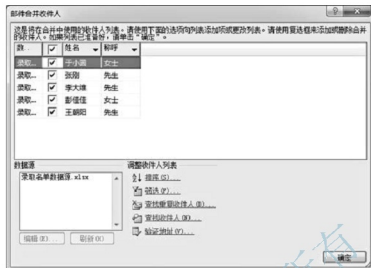 邮件合并收件人
这是将在合并中使用的收件人列表。请使用下面的选项向列表添加项或更改列表。请使用复选框来添加或删除合并
的收件人。如果列表已准备好，请单击“确定”。
数... 姓名 称呼
录取... 于小茜 女士
录取... 张刚 先生
录取... 李大靖 先生
录取... 彭佳佳 女士
录取... 王朝阳 先生
数据源 调整收件人列表
录取名单数据源.xlsx
排序(S)...
筛选(F)...
查找重复收件人(D)...
查找收件人(N)...
验证地址(V)...
编辑(E)... 刷新(H)
确定